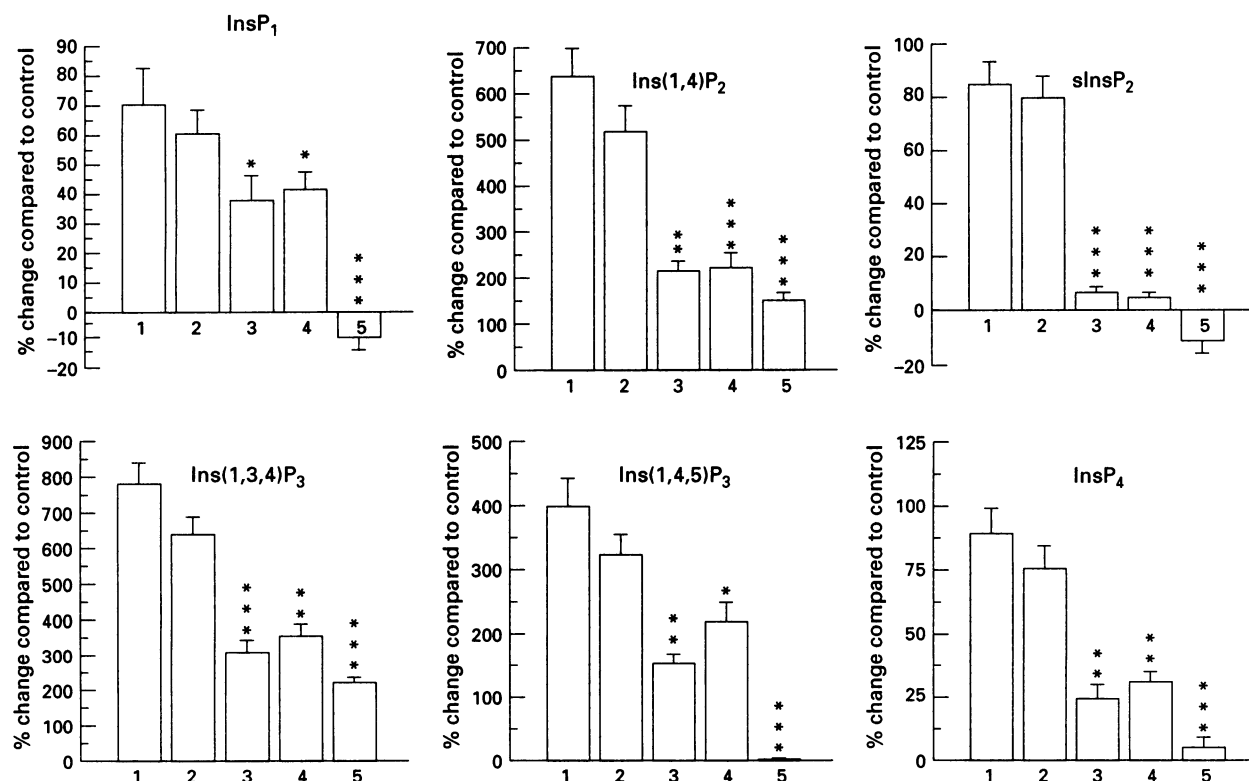 InsP1
% change compared to control
90
80
70
60
50
40
30
20
10
0
−10
−20
*
*
* * *
1 2 3 4 5
Ins(1,4)P2
% change compared to control
700
600
500
400
300
200
100
0
* *
* * *
* * *
1 2 3 4 5
sInsP2
% change compared to control
100
80
60
40
20
0
−20
* * *
* * *
* * *
1 2 3 4 5
Ins(1,3,4)P3
% change compared to control
900
800
700
600
500
400
300
200
100
0
* * *
* *
* * *
1 2 3 4 5
Ins(1,4,5)P3
% change compared to control
500
400
300
200
100
0
* *
*
* * *
1 2 3 4 5
InsP4
% change compared to control
125
100
75
50
25
0
* *
* *
* * *
1 2 3 4 5